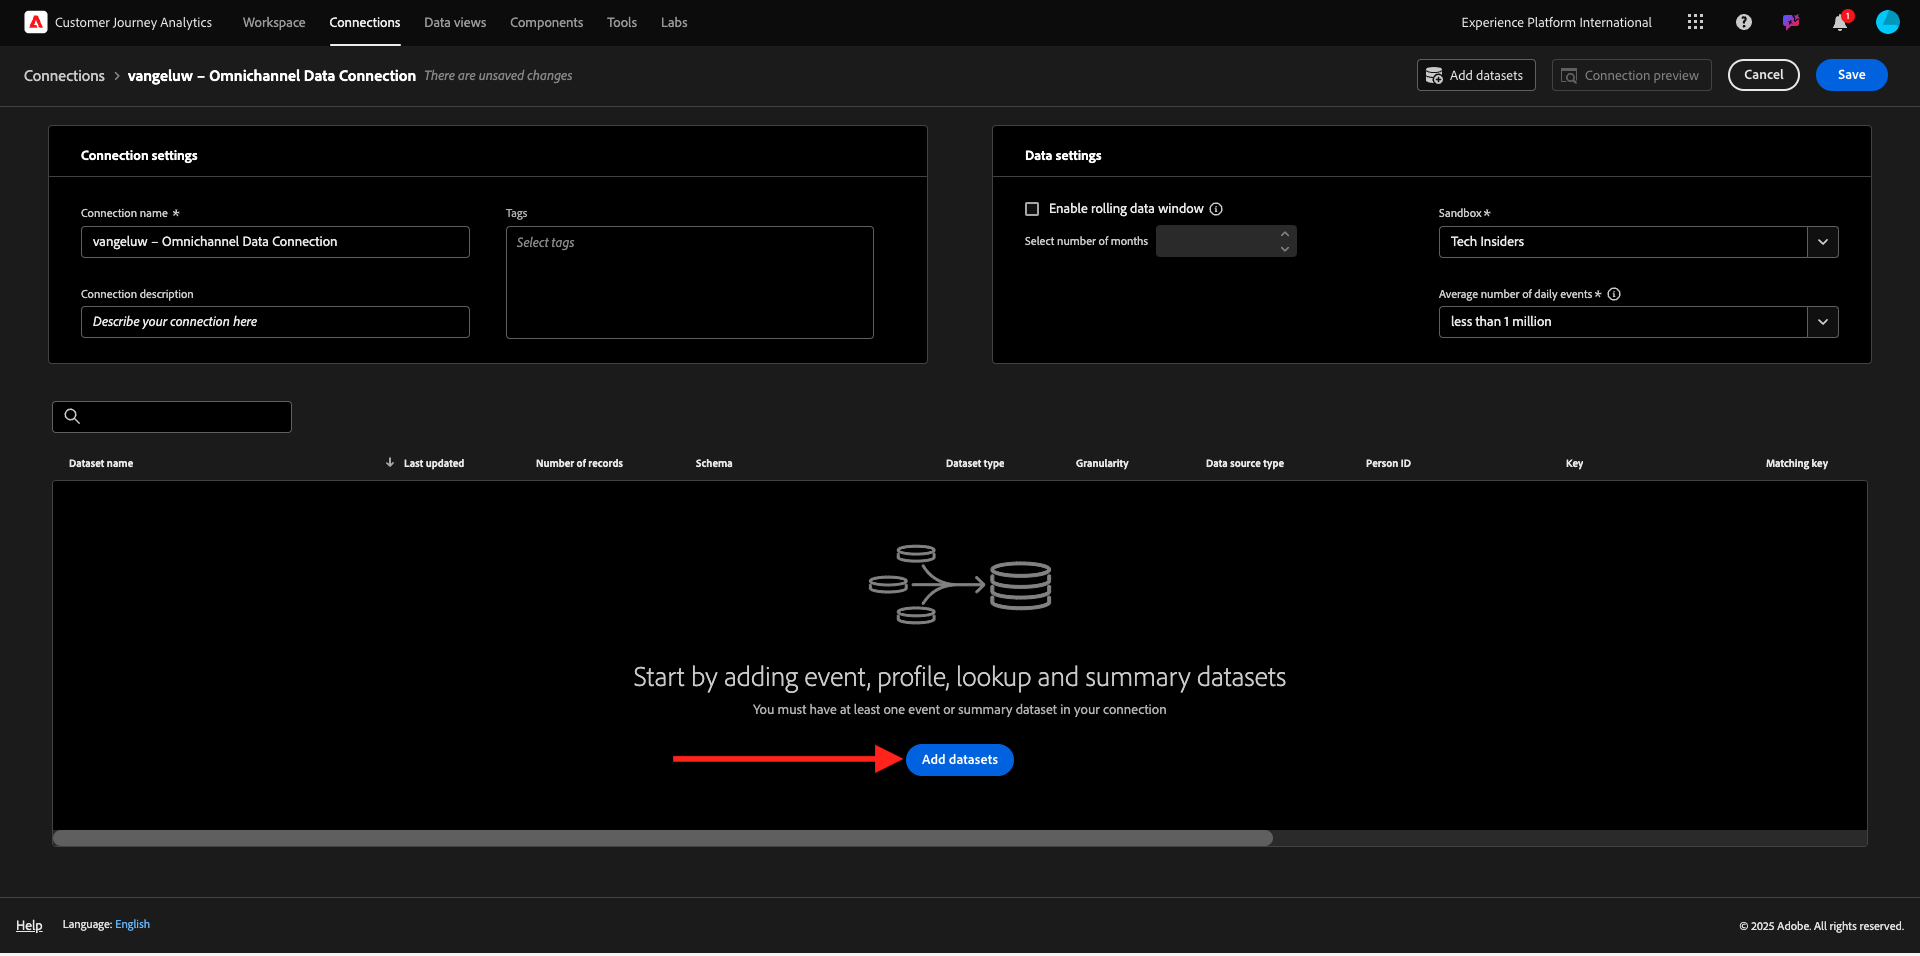 Customer Journey Analytics Workspace Connections Data views Components Tools Labs Experience Platform International 1
Connections > vangeluw – Omnichannel Data Connection There are unsaved changes Add datasets Connection preview Cancel Save
Connection settings
Data settings
Connection name *
vangeluw – Omnichannel Data Connection
Tags
Select tags
Connection description
Describe your connection here
Enable rolling data window
Select number of months
Sandbox *
Tech Insiders
Average number of daily events *
less than 1 million
Dataset name Last updated Number of records Schema Dataset type Granularity Data source type Person ID Key Matching key
Start by adding event, profile, lookup and summary datasets
You must have at least one event or summary dataset in your connection
Add datasets
Help Language: English © 2025 Adobe. All rights reserved.